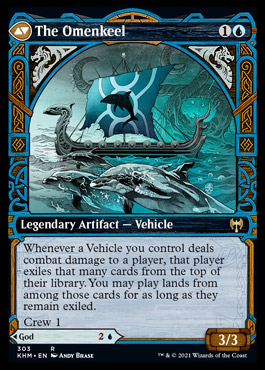 The Omenkeel 1
Legendary Artifact — Vehicle
Whenever a Vehicle you control deals
combat damage to a player, that player
exiles that many cards from the top of
their library. You may play lands from
among those cards for as long as they
remain exiled.
Crew 1
God 2
3/3
303 R
KHM • EN ANDY BRASE
™ & © 2021 Wizards of the Coast